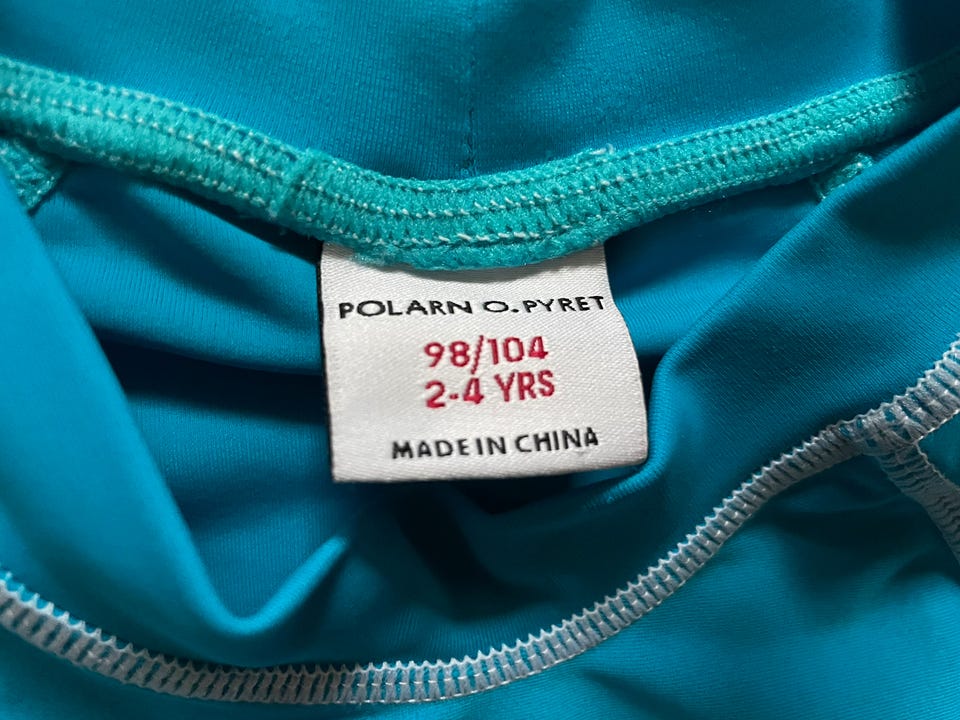 POLARN O. PYRET
98/104
2-4 YRS
MADE IN CHINA